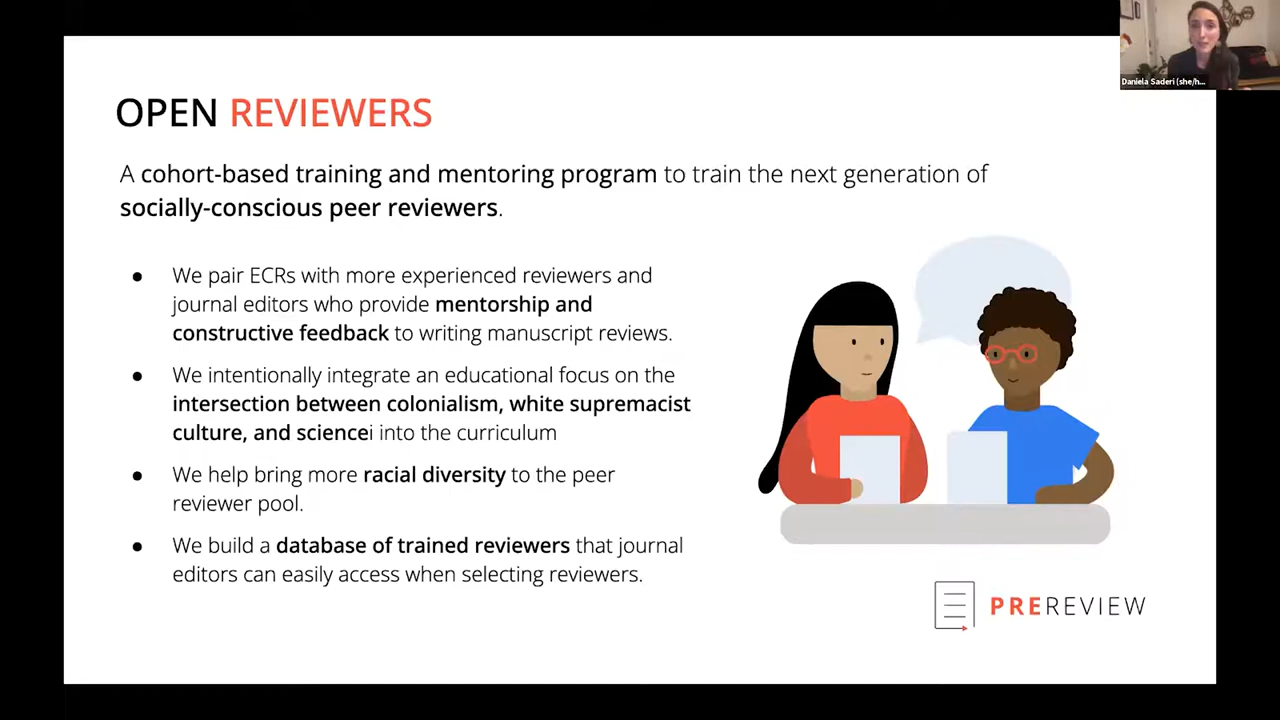 Daniela Saderi (she/h...
OPEN REVIEWERS
A cohort-based training and mentoring program to train the next generation of
socially-conscious peer reviewers.
● We pair ECRs with more experienced reviewers and
journal editors who provide mentorship and
constructive feedback to writing manuscript reviews.
● We intentionally integrate an educational focus on the
intersection between colonialism, white supremacist
culture, and sciencei into the curriculum
● We help bring more racial diversity to the peer
reviewer pool.
● We build a database of trained reviewers that journal
editors can easily access when selecting reviewers.
PREREVIEW